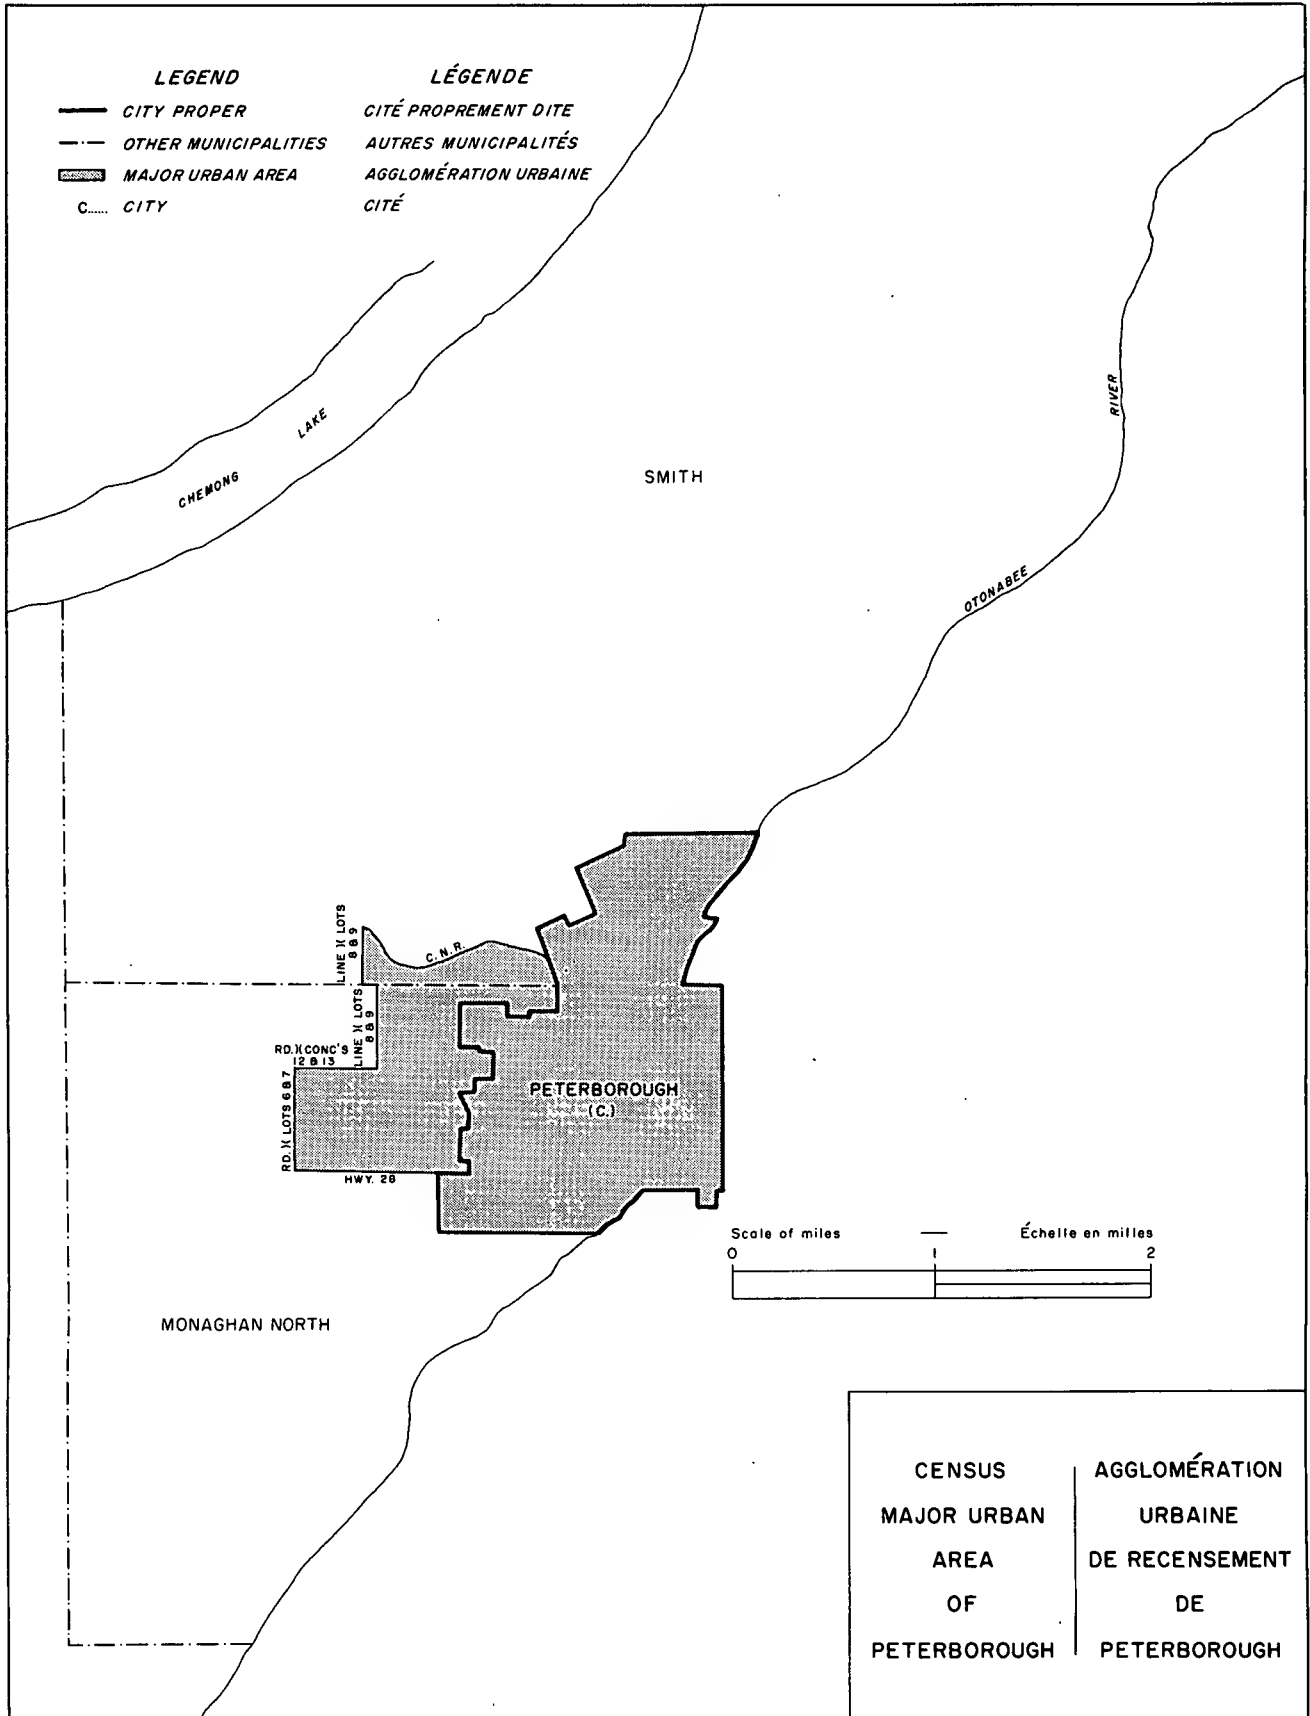 LEGEND
LÉGENDE
CITY PROPER
CITÉ PROPREMENT DITE
OTHER MUNICIPALITIES
AUTRES MUNICIPALITÉS
MAJOR URBAN AREA
AGGLOMÉRATION URBAINE
C...... CITY
CITÉ
CHEMONG LAKE
SMITH
OTONABEE RIVER
LINE )( LOTS
8 & 9
C. N. R.
LINE )( LOTS
8 & 9
RD. )( CONC'S
12 & 13
RD. )( LOTS 6 & 7
HWY. 28
PETERBOROUGH
(C.)
Scale of miles — Échelle en milles
0 1 2
MONAGHAN NORTH
CENSUS
MAJOR URBAN
AREA
OF
PETERBOROUGH
AGGLOMÉRATION
URBAINE
DE RECENSEMENT
DE
PETERBOROUGH